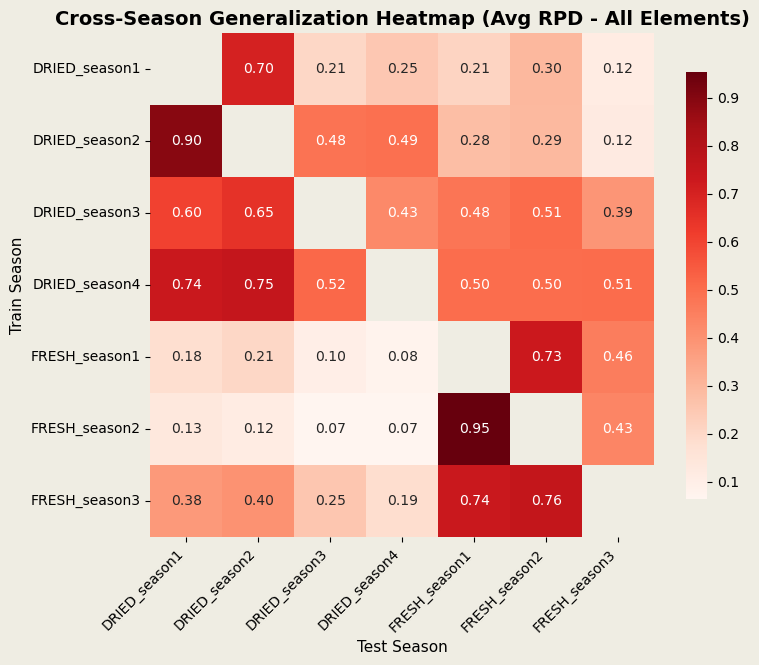 Cross-Season Generalization Heatmap (Avg RPD - All Elements)
Train Season
DRIED_season1 0.70 0.21 0.25 0.21 0.30 0.12
DRIED_season2 0.90 0.48 0.49 0.28 0.29 0.12
DRIED_season3 0.60 0.65 0.43 0.48 0.51 0.39
DRIED_season4 0.74 0.75 0.52 0.50 0.50 0.51
FRESH_season1 0.18 0.21 0.10 0.08 0.73 0.46
FRESH_season2 0.13 0.12 0.07 0.07 0.95 0.43
FRESH_season3 0.38 0.40 0.25 0.19 0.74 0.76
DRIED_season1
DRIED_season2
DRIED_season3
DRIED_season4
FRESH_season1
FRESH_season2
FRESH_season3
Test Season
0.9
0.8
0.7
0.6
0.5
0.4
0.3
0.2
0.1